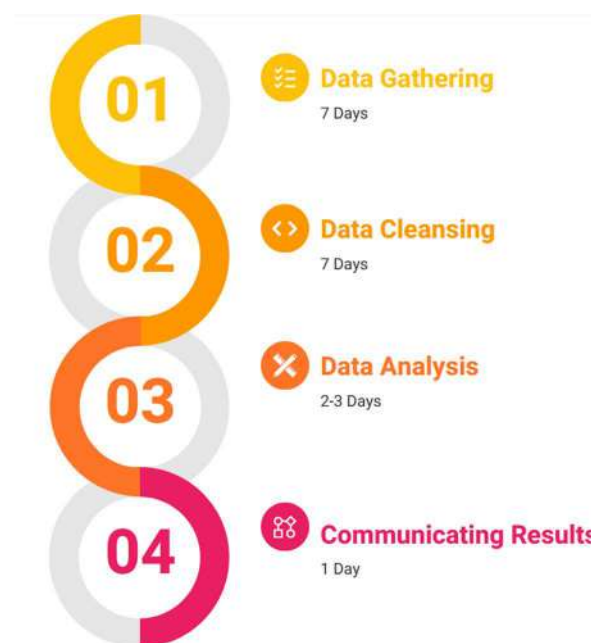 01
Data Gathering
7 Days
02
Data Cleansing
7 Days
03
Data Analysis
2-3 Days
04
Communicating Results
1 Day